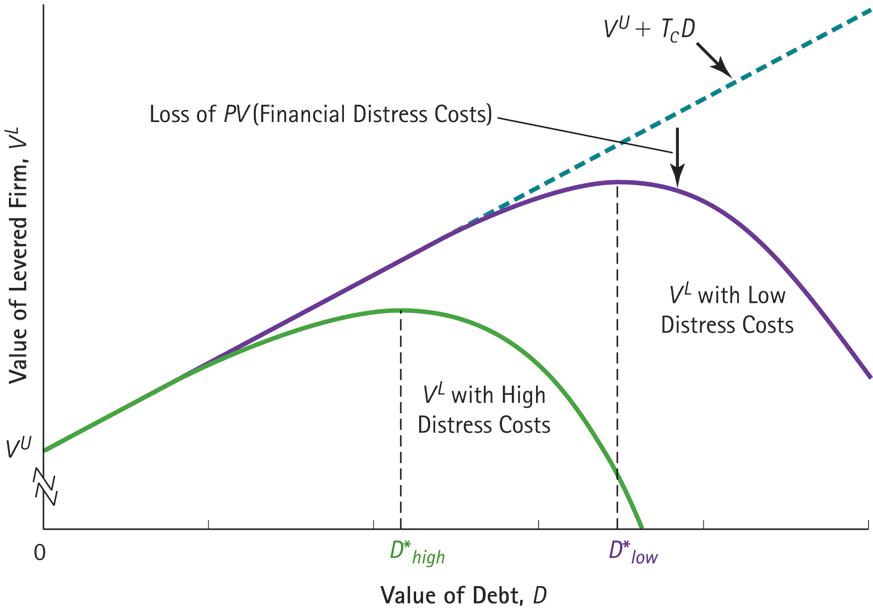 V^U + T_C D
Loss of PV (Financial Distress Costs)
Value of Levered Firm, V^L
V^L with Low
Distress Costs
V^L with High
Distress Costs
V^U
0
D*_high
D*_low
Value of Debt, D